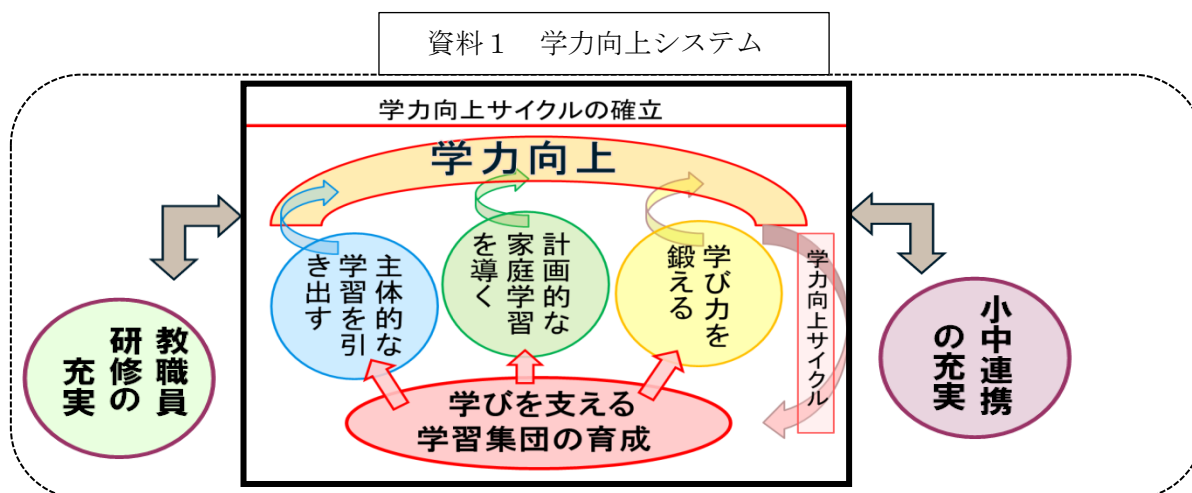 資料１　学力向上システム
学力向上サイクルの確立
学力向上
主体的な
学習を引
き出す
計画的な
家庭学習
を導く
学び力を
鍛える
学力向上サイクル
学びを支える
学習集団の育成
教職員
研修の
充実
小中連携
の充実